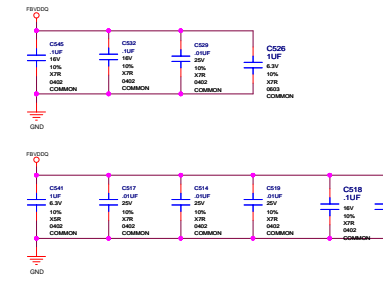 FBVDDQ
C545
.1UF
16V
10%
X7R
0402
COMMON
C532
.1UF
16V
10%
X7R
0402
COMMON
C529
.01UF
25V
10%
X7R
0402
COMMON
C526
1UF
6.3V
10%
X7R
0603
COMMON
GND
FBVDDQ
C541
1UF
6.3V
10%
X5R
0402
COMMON
C517
.01UF
25V
10%
X7R
0402
COMMON
C514
.01UF
25V
10%
X7R
0402
COMMON
C519
.01UF
25V
10%
X7R
0402
COMMON
C518
.1UF
16V
10%
X7R
0402
COMMON
GND